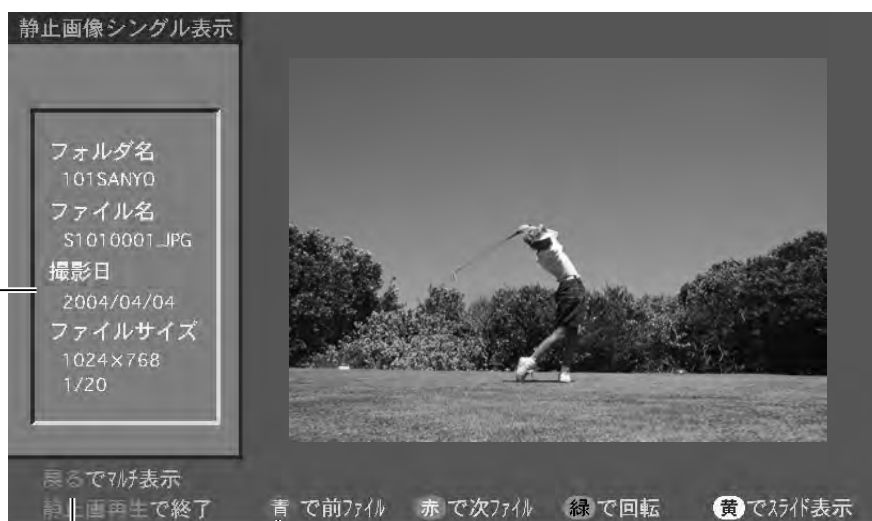 静止画像シングル表示
フォルダ名
101SANYO
ファイル名
S1010001.JPG
撮影日
2004/04/04
ファイルサイズ
1024×768
1/20
戻るでﾏﾙﾁ表示
静止画再生で終了
青 で前ﾌｧｲﾙ 赤 で次ﾌｧｲﾙ 緑 で回転 黄 でｽﾗｲﾄﾞ表示